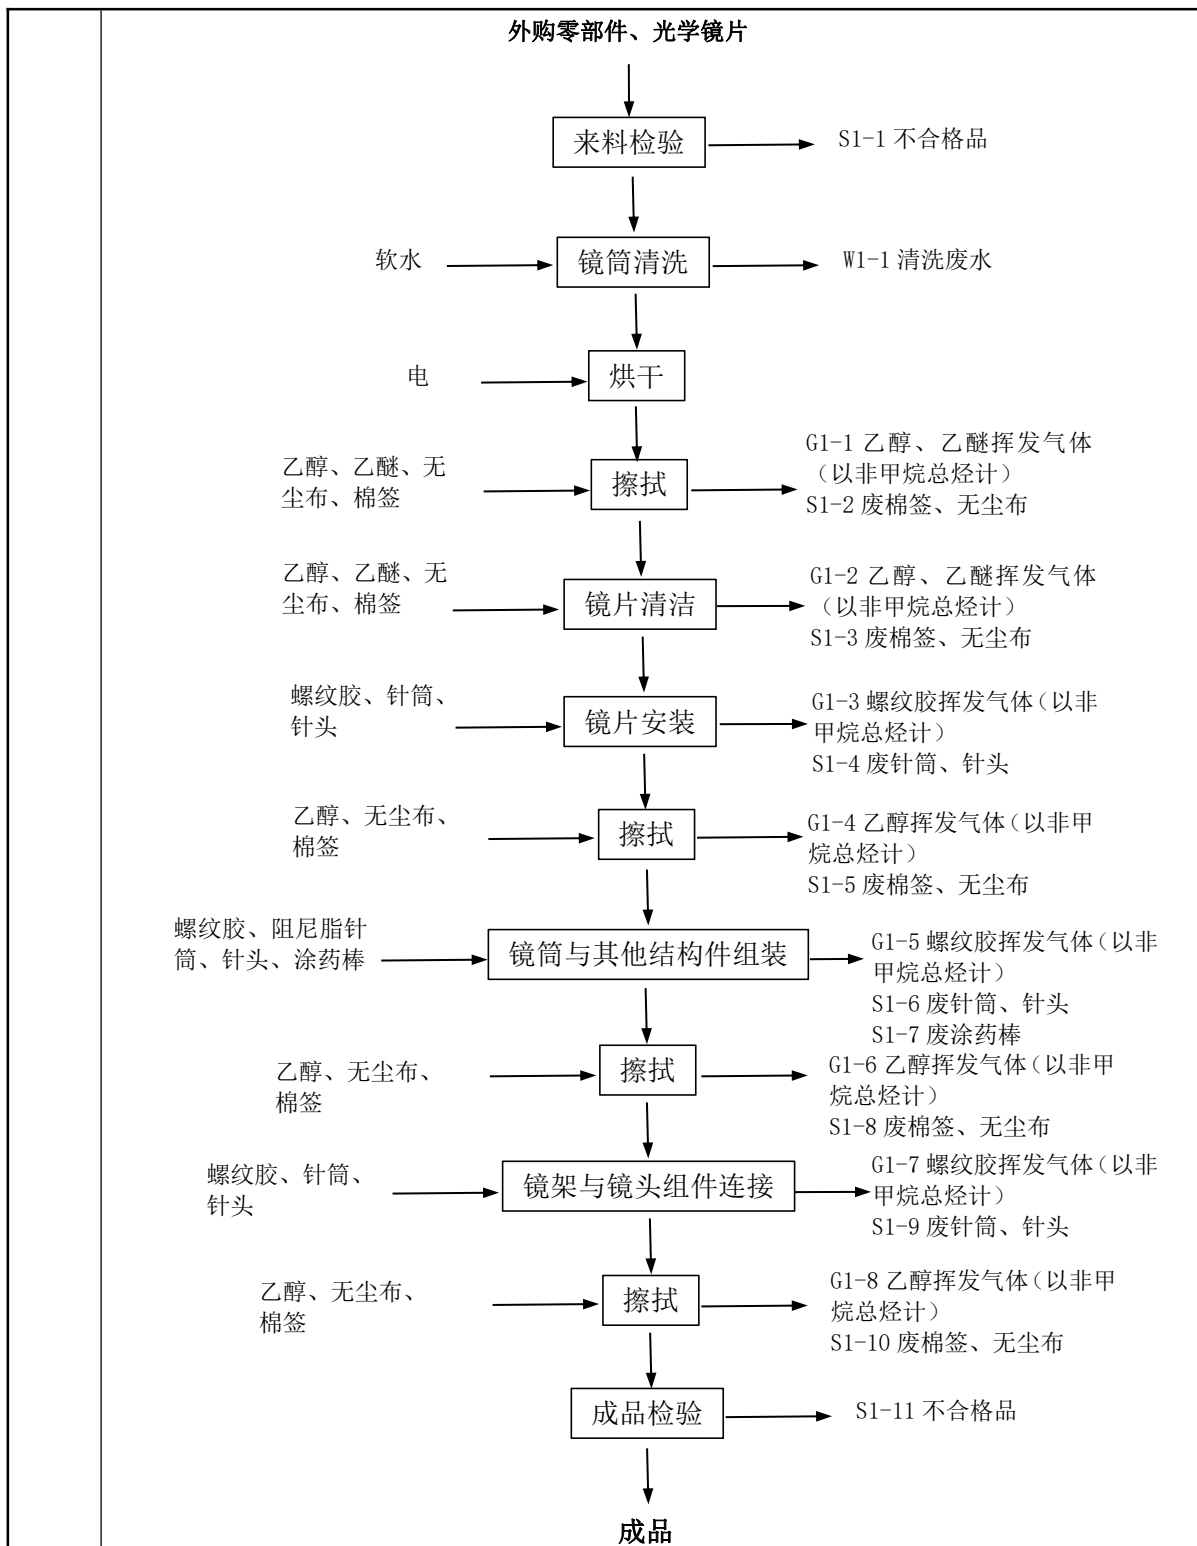 外购零部件、光学镜片
来料检验
S1-1 不合格品
软水
镜筒清洗
W1-1 清洗废水
电
烘干
乙醇、乙醚、无
尘布、棉签
擦拭
G1-1 乙醇、乙醚挥发气体
（以非甲烷总烃计）
S1-2 废棉签、无尘布
乙醇、乙醚、无
尘布、棉签
镜片清洁
G1-2 乙醇、乙醚挥发气体
（以非甲烷总烃计）
S1-3 废棉签、无尘布
螺纹胶、针筒、
针头
镜片安装
G1-3 螺纹胶挥发气体（以非
甲烷总烃计）
S1-4 废针筒、针头
乙醇、无尘布、
棉签
擦拭
G1-4 乙醇挥发气体（以非甲
烷总烃计）
S1-5 废棉签、无尘布
螺纹胶、阻尼脂针
筒、针头、涂药棒
镜筒与其他结构件组装
G1-5 螺纹胶挥发气体（以非
甲烷总烃计）
S1-6 废针筒、针头
S1-7 废涂药棒
乙醇、无尘布、
棉签
擦拭
G1-6 乙醇挥发气体（以非甲
烷总烃计）
S1-8 废棉签、无尘布
螺纹胶、针筒、
针头
镜架与镜头组件连接
G1-7 螺纹胶挥发气体（以非
甲烷总烃计）
S1-9 废针筒、针头
乙醇、无尘布、
棉签
擦拭
G1-8 乙醇挥发气体（以非甲
烷总烃计）
S1-10 废棉签、无尘布
成品检验
S1-11 不合格品
成品